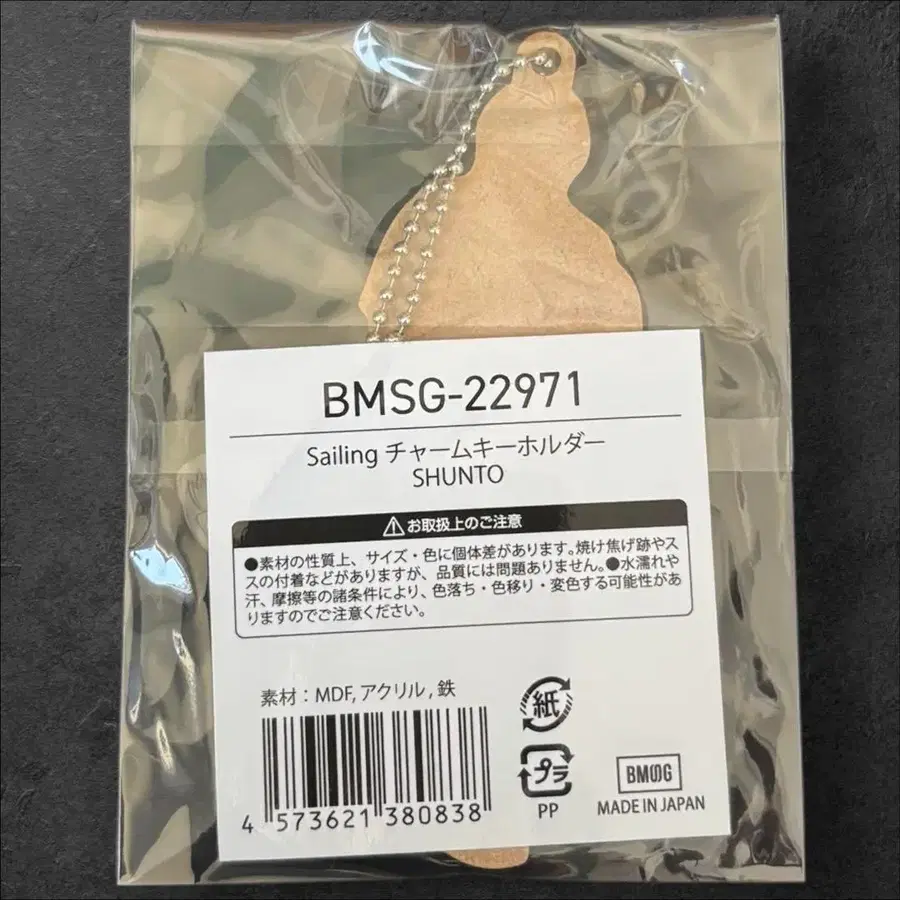 BMSG-22971
Sailing チャームキーホルダー
SHUNTO
お取扱上のご注意
●素材の性質上、サイズ・色に個体差があります。焼け焦げ跡やス
スの付着などがありますが、品質には問題ありません。●水濡れや
汗、摩擦等の諸条件により、色落ち・色移り・変色する可能性があ
りますのでご注意ください。
素材：MDF, アクリル , 鉄
紙
プラ
PP
BMSG
MADE IN JAPAN
4 573621 380838